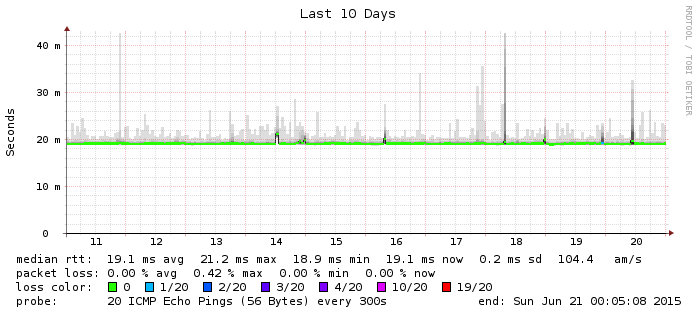 Last 10 Days
RRDTOOL / TOBI OETIKER
Seconds
40 m
30 m
20 m
10 m
0
11 12 13 14 15 16 17 18 19 20
median rtt: 19.1 ms avg 21.2 ms max 18.9 ms min 19.1 ms now 0.2 ms sd 104.4 am/s
packet loss: 0.00 % avg 0.42 % max 0.00 % min 0.00 % now
loss color: 0 1/20 2/20 3/20 4/20 10/20 19/20
probe: 20 ICMP Echo Pings (56 Bytes) every 300s end: Sun Jun 21 00:05:08 2015